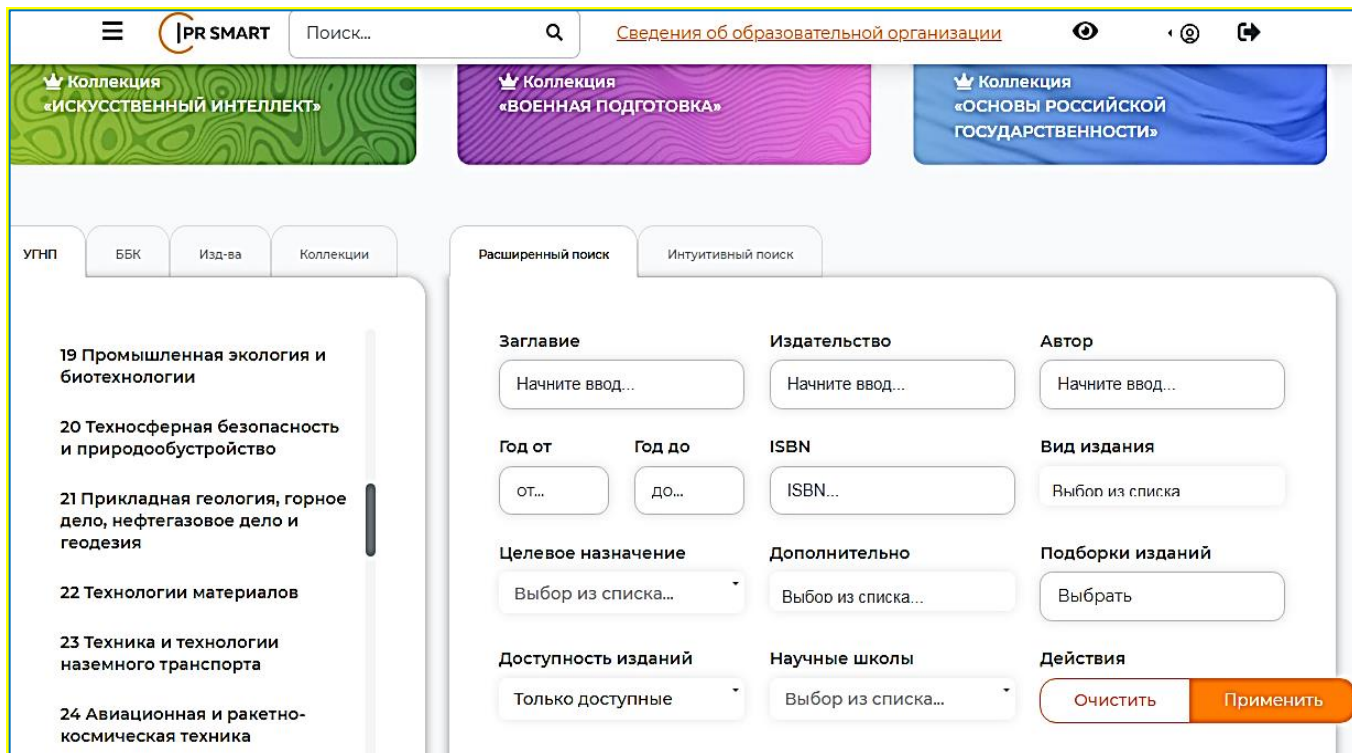 IPR SMART
Поиск...
Сведения об образовательной организации
Коллекция
«ИСКУССТВЕННЫЙ ИНТЕЛЛЕКТ»
Коллекция
«ВОЕННАЯ ПОДГОТОВКА»
Коллекция
«ОСНОВЫ РОССИЙСКОЙ
ГОСУДАРСТВЕННОСТИ»
УГНП
ББК
Изд-ва
Коллекции
19 Промышленная экология и
биотехнологии
20 Техносферная безопасность
и природообустройство
21 Прикладная геология, горное
дело, нефтегазовое дело и
геодезия
22 Технологии материалов
23 Техника и технологии
наземного транспорта
24 Авиационная и ракетно-
космическая техника
Расширенный поиск
Интуитивный поиск
Заглавие
Издательство
Автор
Начните ввод...
Начните ввод...
Начните ввод...
Год от
Год до
ISBN
Вид издания
от...
до...
ISBN...
Выбор из списка
Целевое назначение
Дополнительно
Подборки изданий
Выбор из списка...
Выбор из списка...
Выбрать
Доступность изданий
Научные школы
Действия
Только доступные
Выбор из списка...
Очистить
Применить